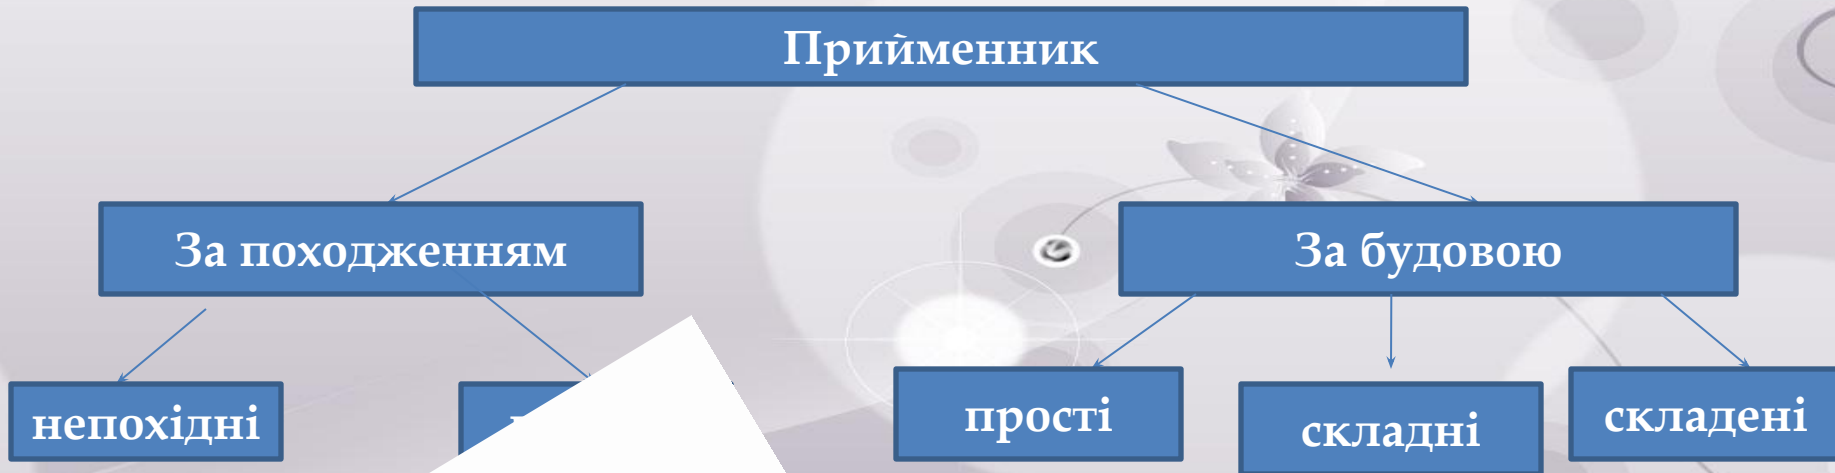 Прийменник
За походженням
За будовою
непохідні
прості
складні
складені